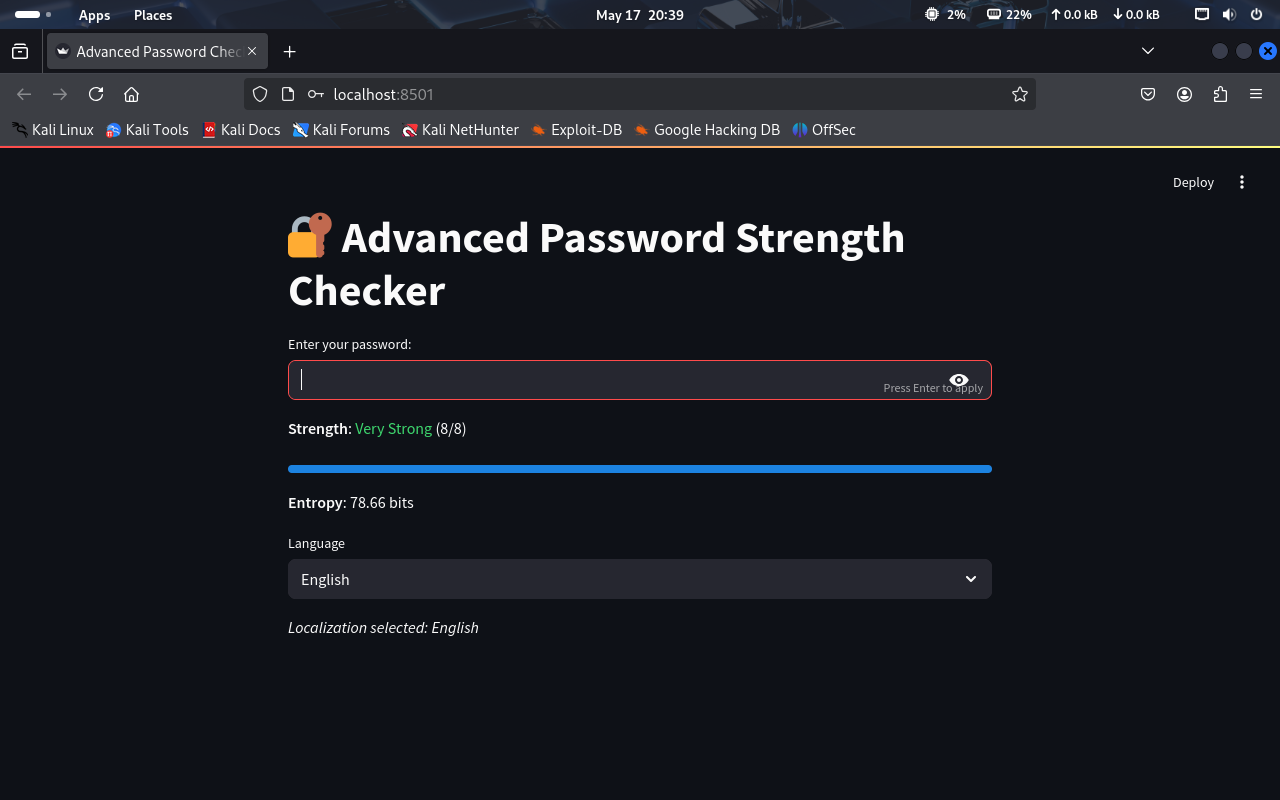 Apps Places May 17 20:39 2% 22% 0.0 kB 0.0 kB
Advanced Password Chec
localhost:8501
Kali Linux Kali Tools Kali Docs Kali Forums Kali NetHunter Exploit-DB Google Hacking DB OffSec
Deploy
Advanced Password Strength
Checker
Enter your password:
Press Enter to apply
Strength: Very Strong (8/8)
Entropy: 78.66 bits
Language
English
Localization selected: English